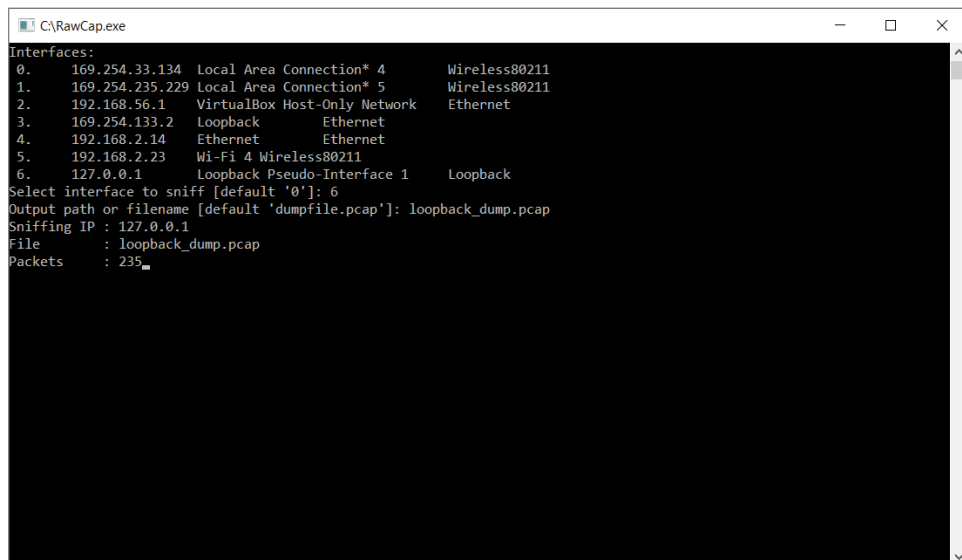 C:\RawCap.exe
Interfaces:
0. 169.254.33.134 Local Area Connection* 4 Wireless80211
1. 169.254.235.229 Local Area Connection* 5 Wireless80211
2. 192.168.56.1 VirtualBox Host-Only Network Ethernet
3. 169.254.133.2 Loopback Ethernet
4. 192.168.2.14 Ethernet Ethernet
5. 192.168.2.23 Wi-Fi 4 Wireless80211
6. 127.0.0.1 Loopback Pseudo-Interface 1 Loopback
Select interface to sniff [default '0']: 6
Output path or filename [default 'dumpfile.pcap']: loopback_dump.pcap
Sniffing IP : 127.0.0.1
File : loopback_dump.pcap
Packets : 235